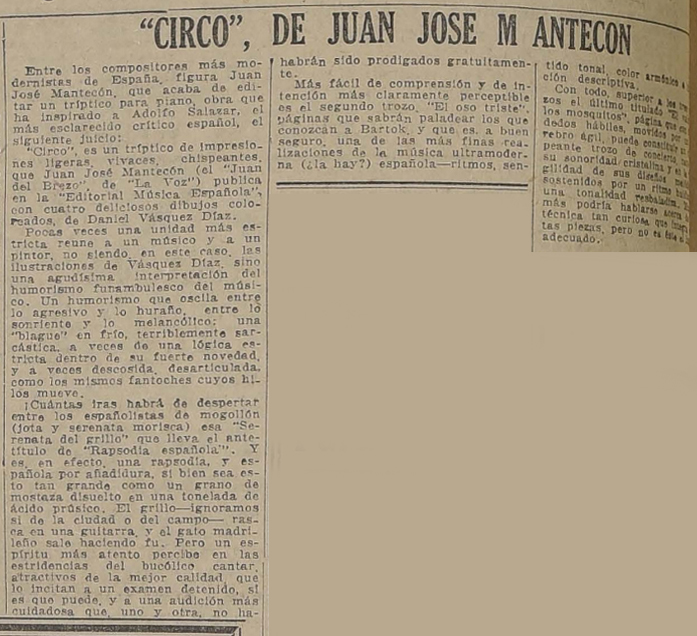 "CIRCO", DE JUAN JOSE M ANTECON
Entre los compositores más mo-
dernistas de España, figura Juan
José Mantecón, que acaba de edi-
tar un tríptico para piano, obra que
ha inspirado a Adolfo Salazar, el
más esclarecido crítico español, el
siguiente juicio:
"Circo", es un tríptico de impresio-
nes ligeras, vivaces, chispeantes,
que Juan José Mantecón (el "Juan
del Brezo", de "La Voz") publica
en la "Editorial Música Española",
con cuatro deliciosos dibujos colo-
reados, de Daniel Vásquez Díaz.
Pocas veces una unidad más es-
tricta reune a un músico y a un
pintor, no siendo, en este caso, las
ilustraciones de Vásquez Díaz, sino
una agudísima interpretación del
humorismo funambulesco del músi-
co. Un humorismo que oscila entre
lo agresivo y lo huraño, entre lo
sonriente y lo melancólico; una
"blague" en frío, terriblemente sar-
cástica, a veces de una lógica es-
tricta dentro de su fuerte novedad,
y a veces descosida, desarticulada,
como los mismos fantoches cuyos hi-
los mueve.
¡Cuántas iras habrá de despertar
entre los españolistas de mogollón
(jota y serenata morisca) esa "Se-
renata del grillo" que lleva el ante-
título de "Rapsodia española". Y
es, en efecto, una rapsodia, y es-
pañola por añadidura, si bien sea es-
to tan grande como un grano de
mostaza disuelto en una tonelada de
ácido prúsico. El grillo—ignoramos
si de la ciudad o del campo— ras-
ca en una guitarra, y el gato madri-
leño sale haciendo fu. Pero un es-
píritu más atento percibe en las
estridencias del bucólico cantar,
atractivos de la mejor calidad, que
lo incitan a un examen detenido, si
es que puede, y a una audición más
cuidadosa que, uno y otra, no ha-
habrán sido prodigados gratuitamen-
te.
Más fácil de comprensión y de in-
tención más claramente perceptible
es el segundo trozo, "El oso triste",
páginas que sabrán paladear los que
conozcan a Bartok, y que es, a buen
seguro, una de las más finas rea-
lizaciones de la música ultramoder-
na (¿la hay?) española—ritmos, sen-
tido tonal, color armónico
ción descriptiva.
Con todo, superior a los
zos el último titulado "El
los mosquitos", página que con
dedos hábiles, movidos por
rebro ágil, puede constituir
peante trozo de concierto,
su sonoridad cristalina y
gilidad de sus diseños
sostenidos por un ritmo
una tonalidad resbaladiza.
más podría hablarse
técnica tan curiosa que
tas piezas, pero no es éste
adecuado.